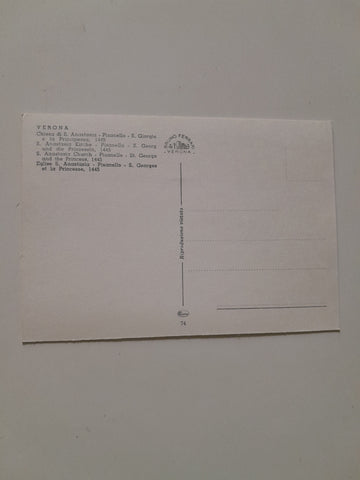 VERONA
Chiesa di S. Anastasia - Pisanello - S. Giorgio
e la Principessa, 1445
S. Anastasia Kirche - Pisanello - S. Georg
und die Prinzessin, 1445
S. Anastasia Church - Pisanello - St. George
and the Princess, 1445
Eglise S. Anastasia - Pisanello - S. Georges
et la Princesse, 1445
VERONA
Riproduzione vietata
74